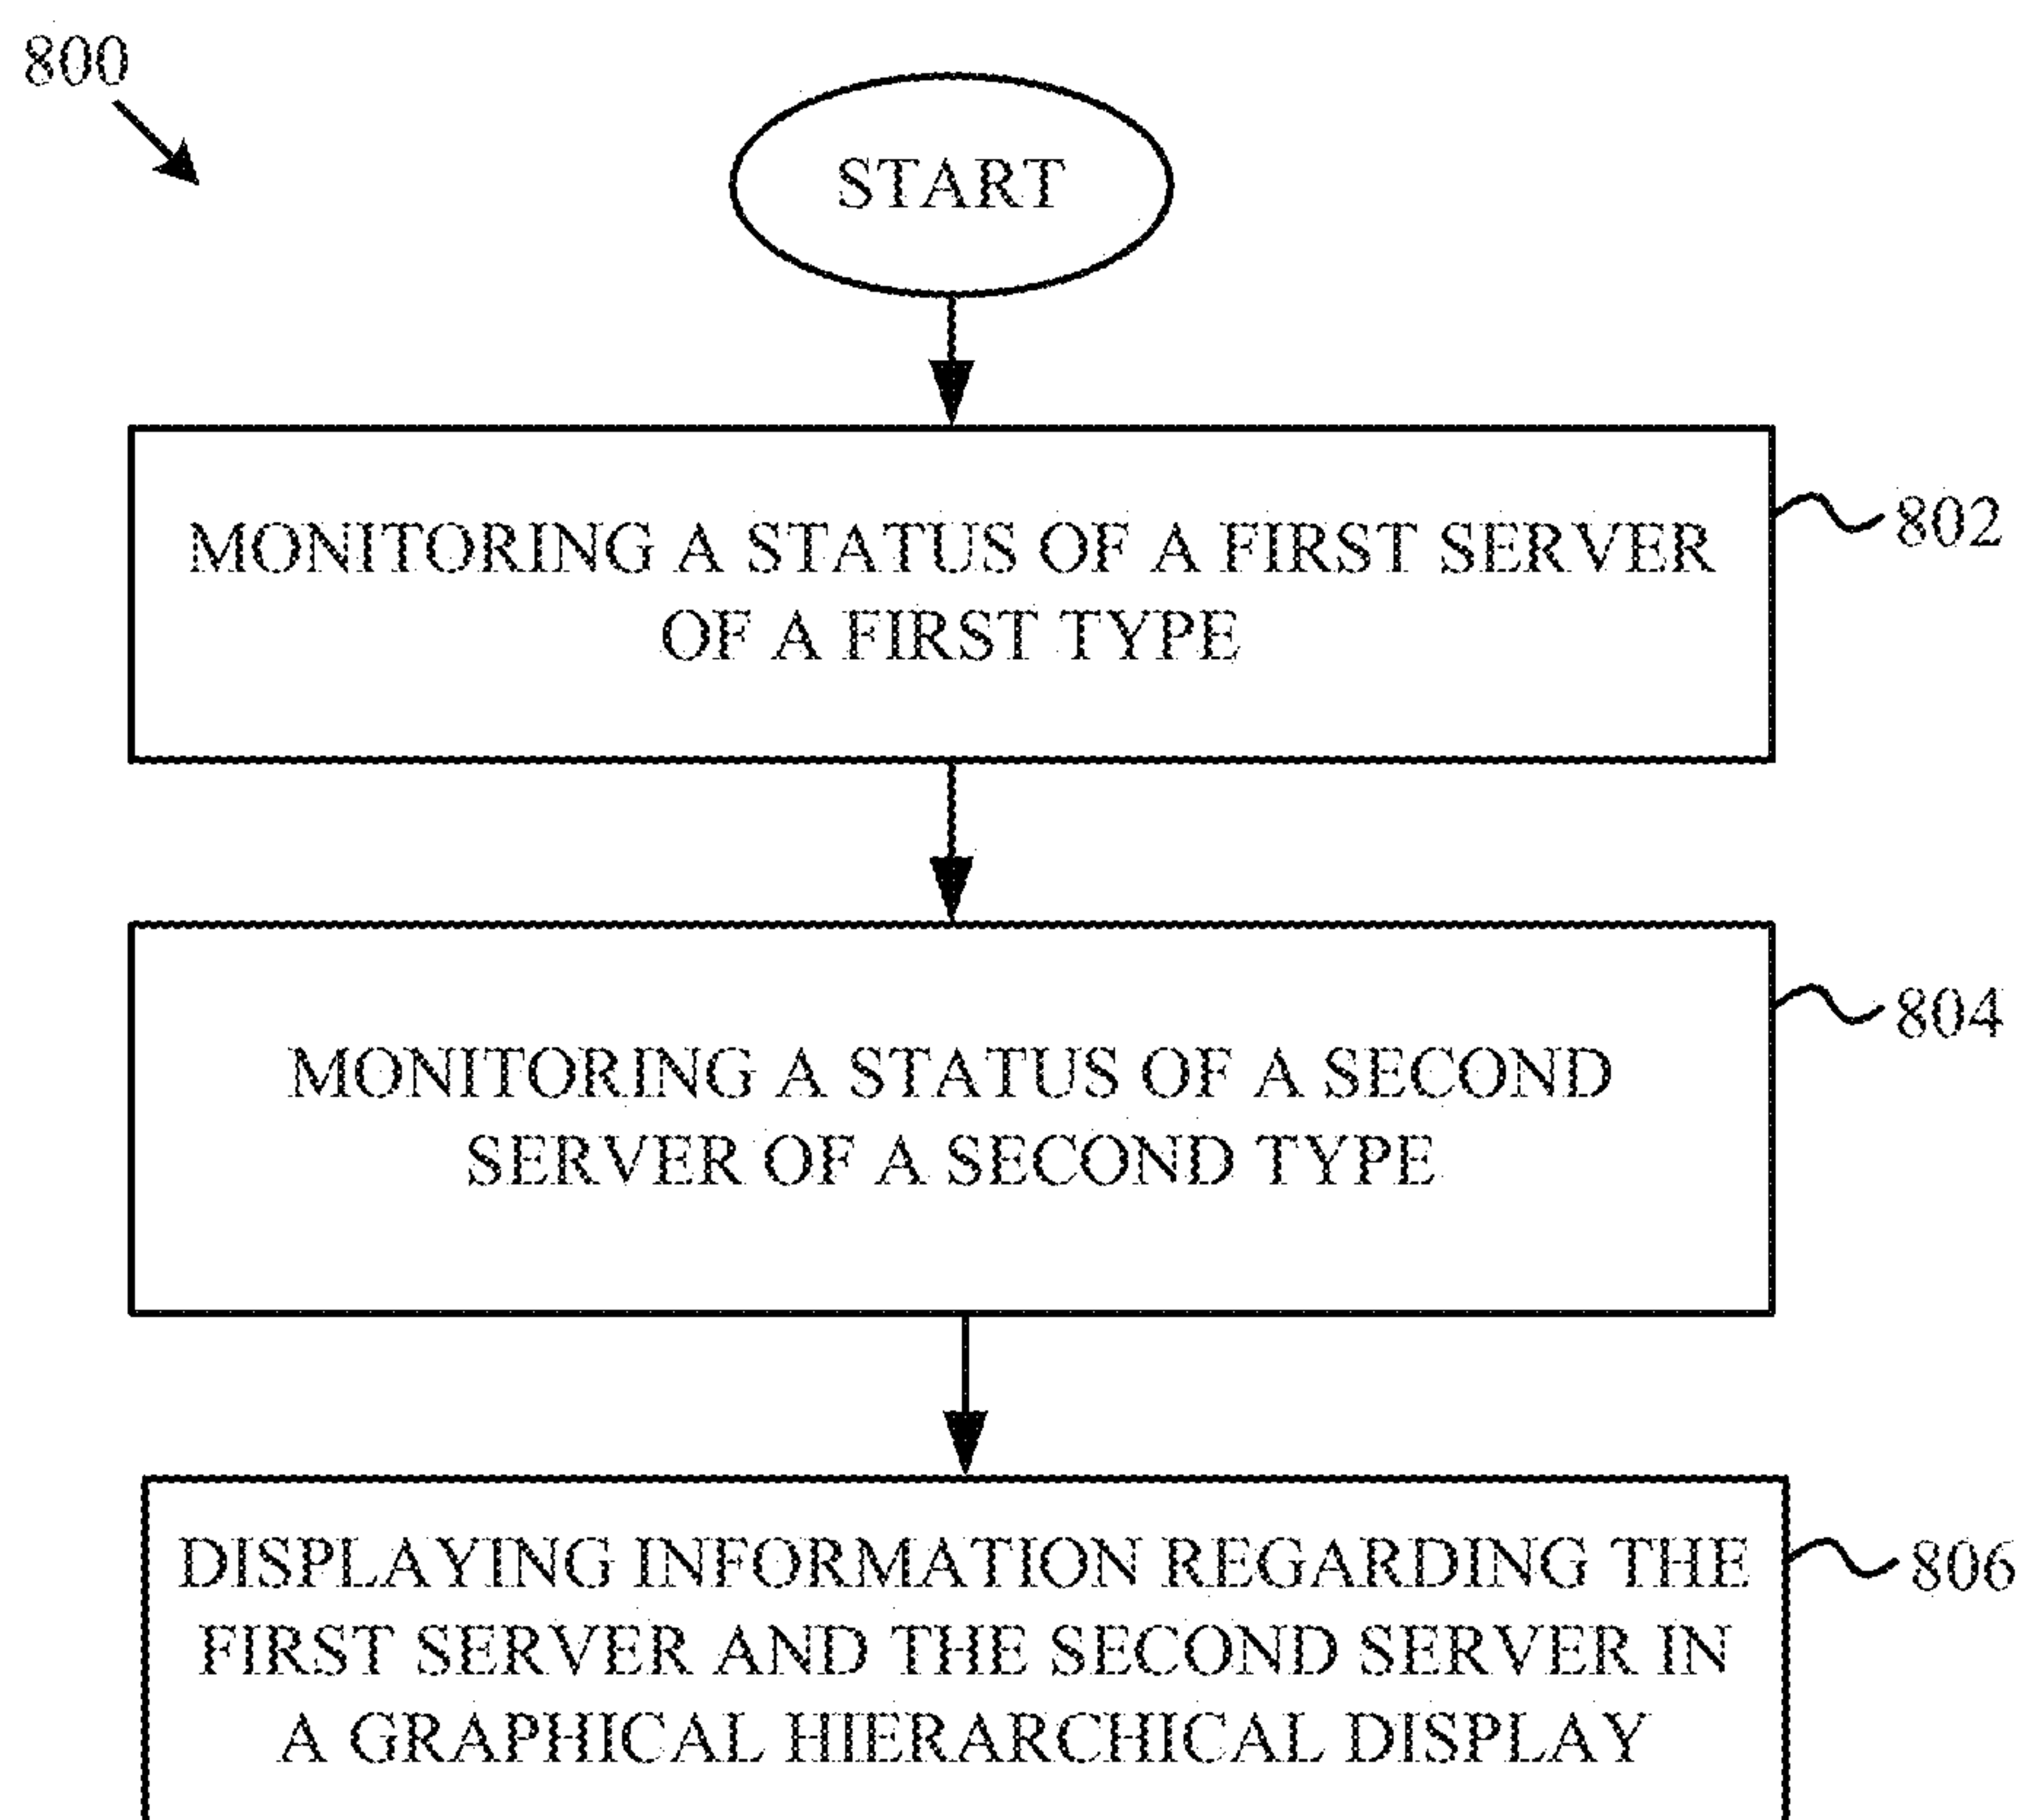 800
START
MONITORING A STATUS OF A FIRST SERVER
OF A FIRST TYPE
802
MONITORING A STATUS OF A SECOND
SERVER OF A SECOND TYPE
804
DISPLAYING INFORMATION REGARDING THE
FIRST SERVER AND THE SECOND SERVER IN
A GRAPHICAL HIERARCHICAL DISPLAY
806